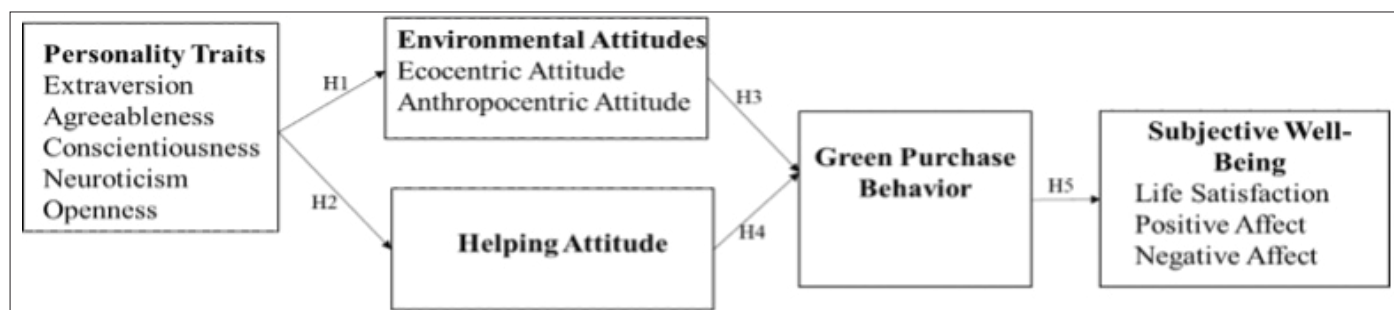 Personality Traits
Extraversion
Agreeableness
Conscientiousness
Neuroticism
Openness
H1
H2
Environmental Attitudes
Ecocentric Attitude
Anthropocentric Attitude
Helping Attitude
H3
H4
Green Purchase
Behavior
H5
Subjective Well-
Being
Life Satisfaction
Positive Affect
Negative Affect